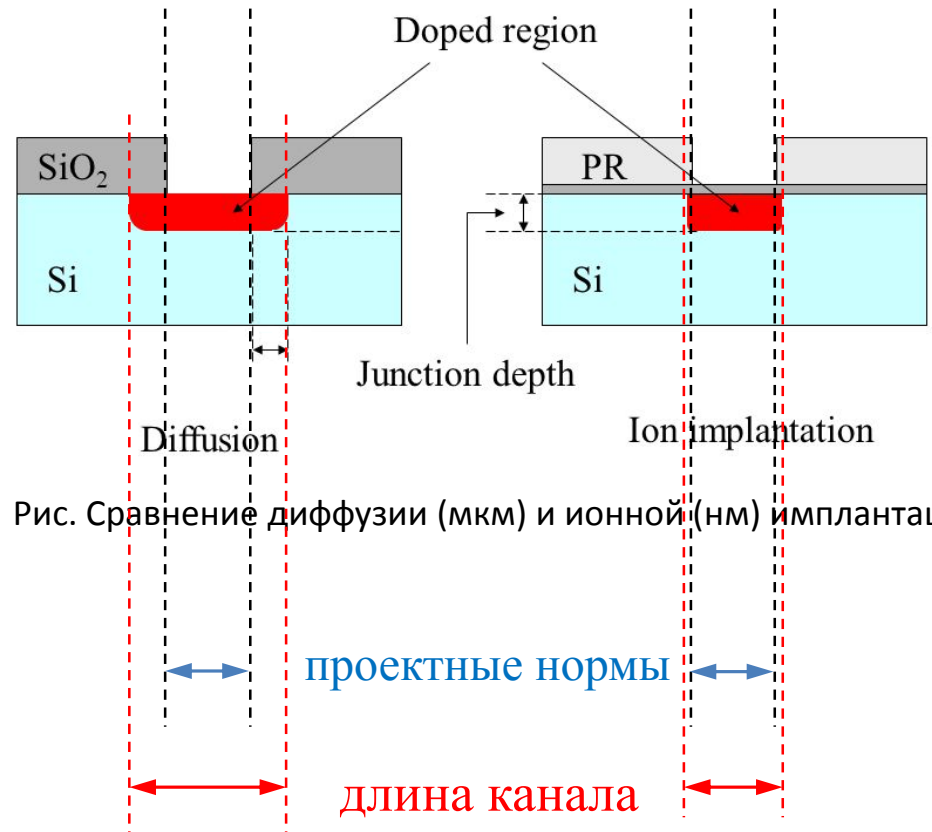 Doped region
SiO₂
PR
Si
Si
Junction depth
Diffusion
Ion implantation
Рис. Сравнение диффузии (мкм) и ионной (нм) имплантац
проектные нормы
длина канала